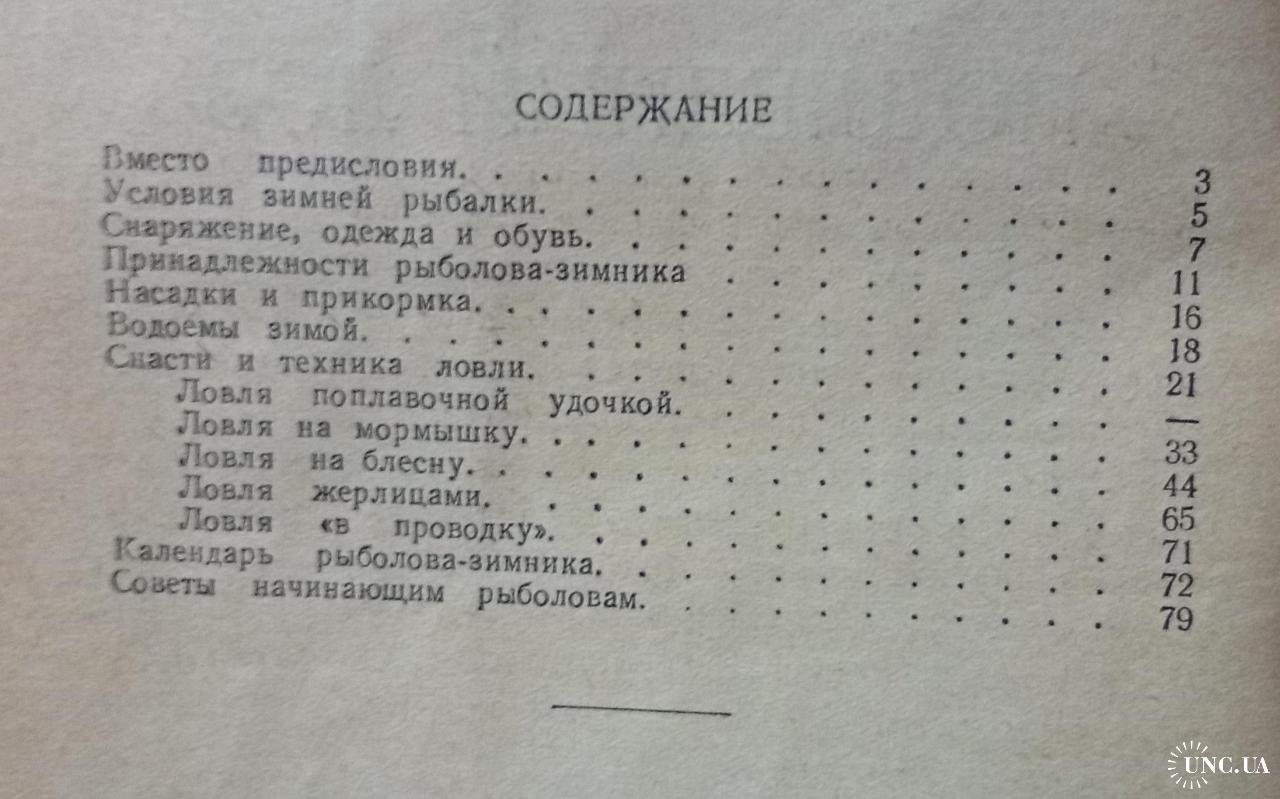 СОДЕРЖАНИЕ
Вместо предисловия. . . . . . . . . . . . . . 3
Условия зимней рыбалки. . . . . . . . . . . . 5
Снаряжение, одежда и обувь. . . . . . . . . . 7
Принадлежности рыболова-зимника . . . . . . . 11
Насадки и прикормка. . . . . . . . . . . . . 16
Водоемы зимой. . . . . . . . . . . . . . . . 18
Снасти и техника ловли. . . . . . . . . . . . 21
Ловля поплавочной удочкой. . . . . . . . . . —
Ловля на мормышку. . . . . . . . . . . . . . 33
Ловля на блесну. . . . . . . . . . . . . . . 44
Ловля жерлицами. . . . . . . . . . . . . . . 65
Ловля «в проводку». . . . . . . . . . . . . . 71
Календарь рыболова-зимника. . . . . . . . . . 72
Советы начинающим рыболовам. . . . . . . . . 79
UNC.UA